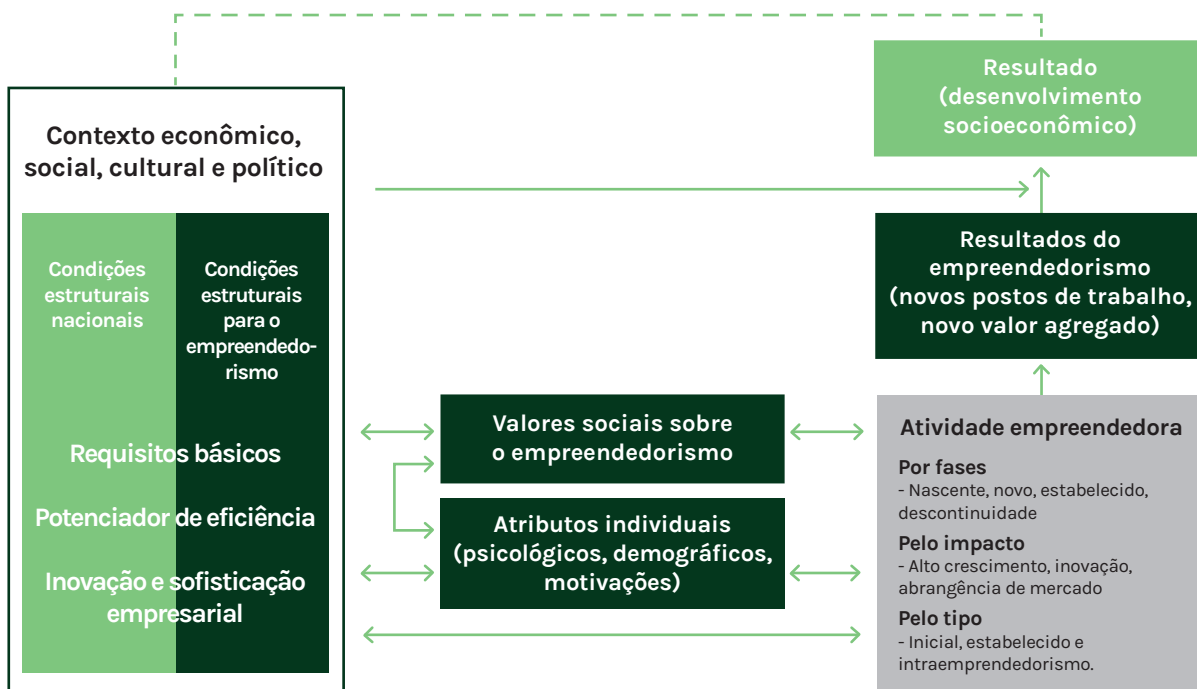 Contexto econômico,
social, cultural e político
Condições
estruturais
nacionais
Condições
estruturais
para o
empreendedo-
rismo
Requisitos básicos
Potenciador de eficiência
Inovação e sofisticação
empresarial
Valores sociais sobre
o empreendedorismo
Atributos individuais
(psicológicos, demográficos,
motivações)
Resultado
(desenvolvimento
socioeconômico)
Resultados do
empreendedorismo
(novos postos de trabalho,
novo valor agregado)
Atividade empreendedora
Por fases
- Nascente, novo, estabelecido,
descontinuidade
Pelo impacto
- Alto crescimento, inovação,
abrangência de mercado
Pelo tipo
- Inicial, estabelecido e
intraempreendedorismo.